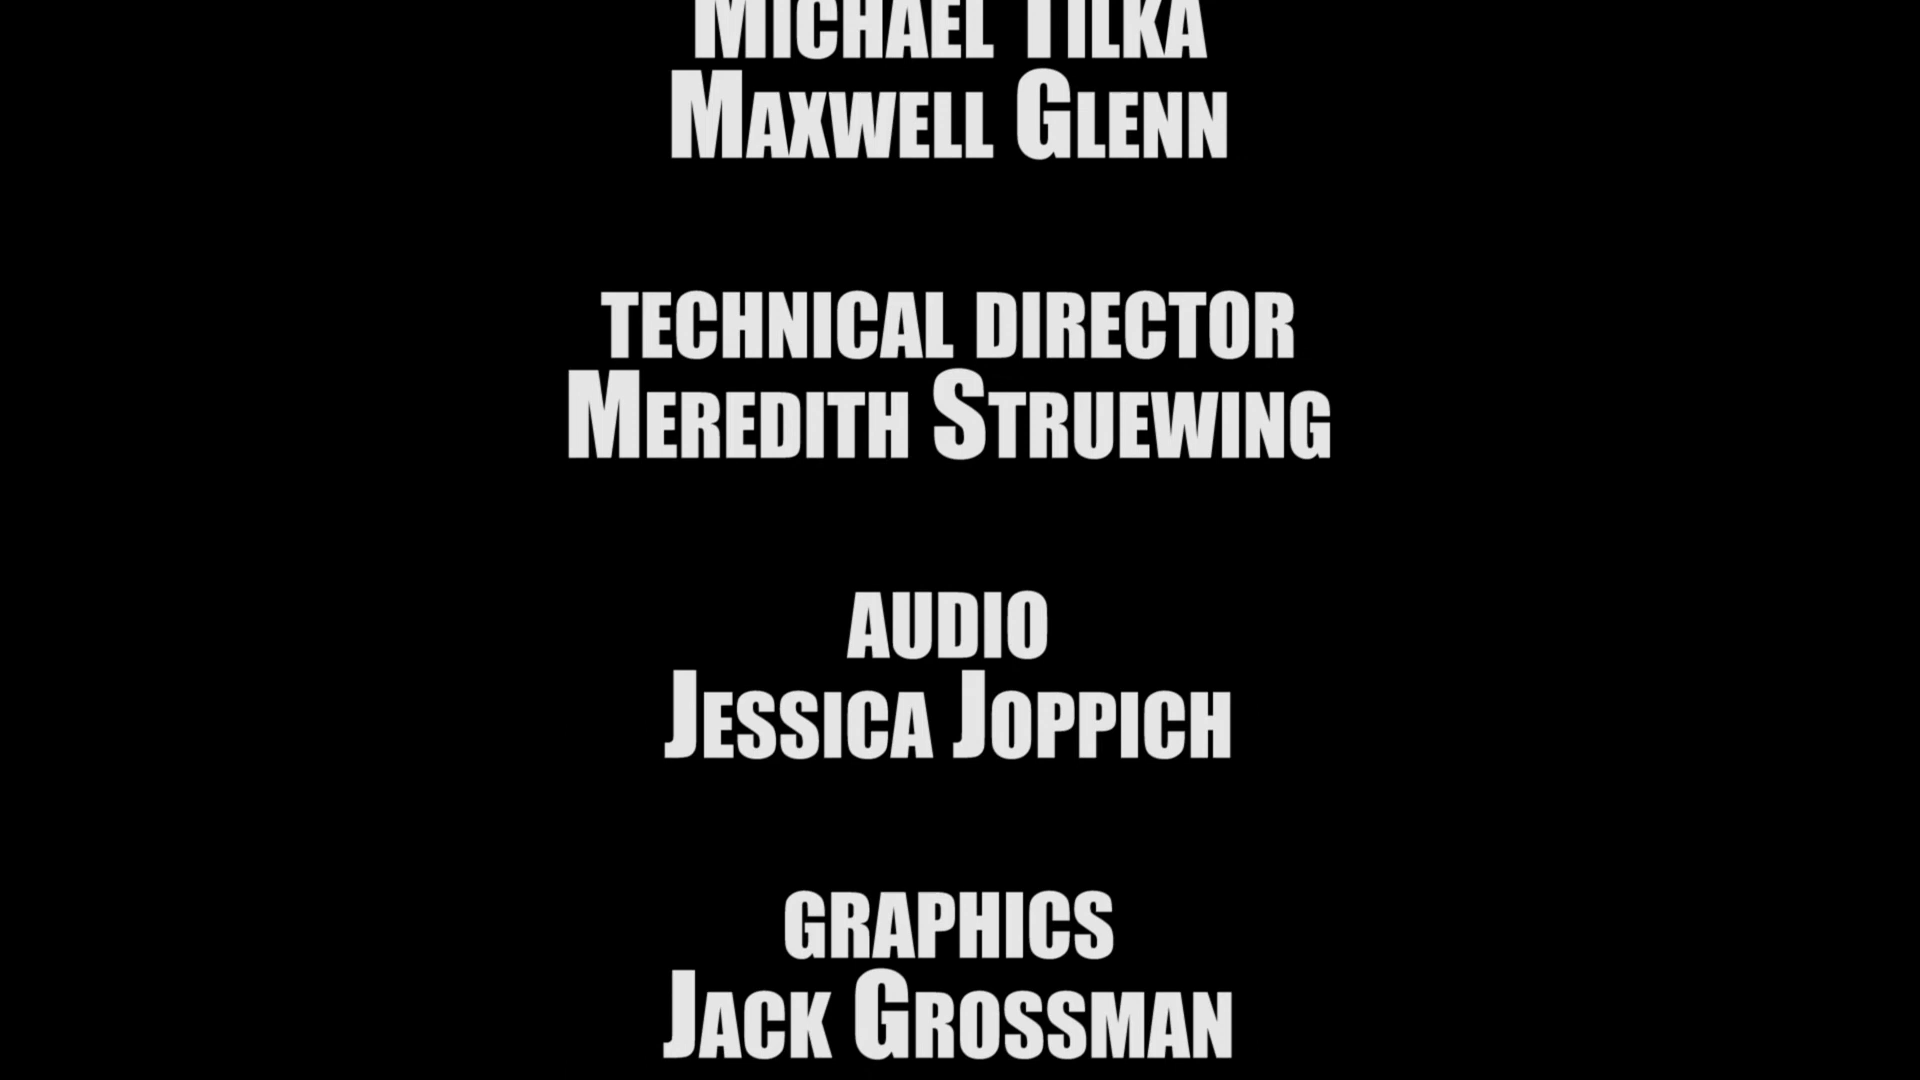 MICHAEL TILKA
MAXWELL GLENN
TECHNICAL DIRECTOR
MEREDITH STRUEWING
AUDIO
JESSICA JOPPICH
GRAPHICS
JACK GROSSMAN